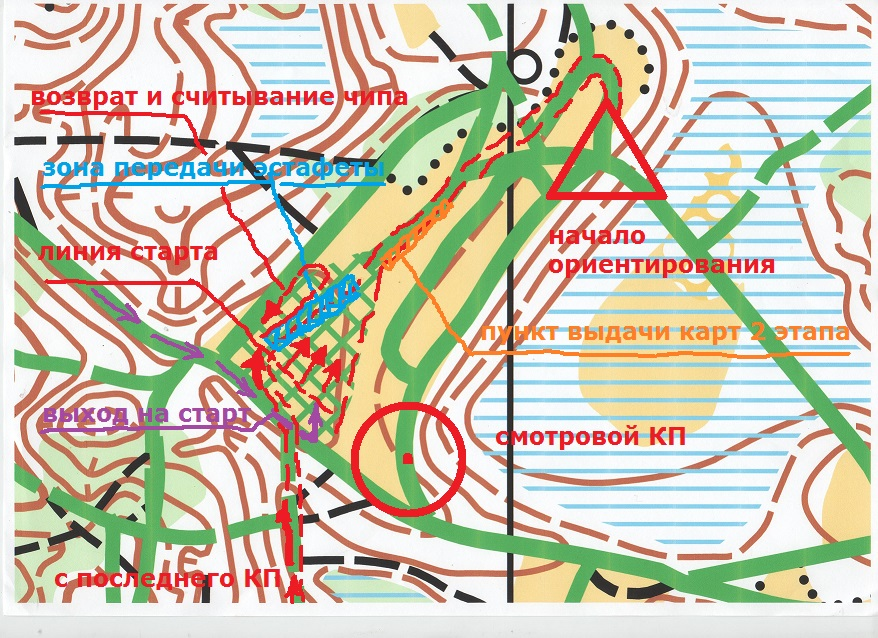 возврат и считывание чипа
зона передачи эстафеты
линия старта
начало
ориентирования
пункт выдачи карт 2 этапа
выход на старт
смотровой КП
с последнего КП